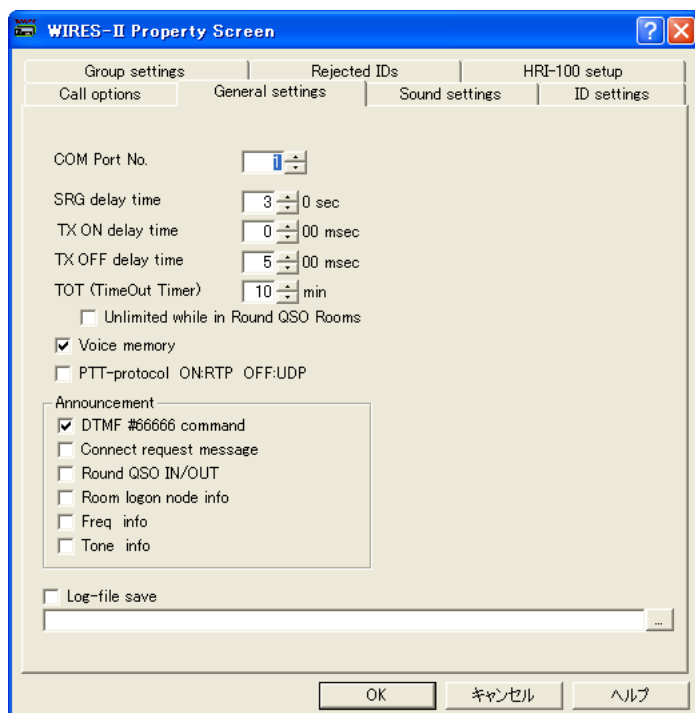 WIRES-II Property Screen
Group settings Rejected IDs HRI-100 setup
Call options General settings Sound settings ID settings
COM Port No. 1
SRG delay time 3 0 sec
TX ON delay time 0 00 msec
TX OFF delay time 5 00 msec
TOT (TimeOut Timer) 10 min
Unlimited while in Round QSO Rooms
Voice memory
PTT-protocol ON:RTP OFF:UDP
Announcement
DTMF #66666 command
Connect request message
Round QSO IN/OUT
Room logon node info
Freq info
Tone info
Log-file save
...
OK キャンセル ヘルプ